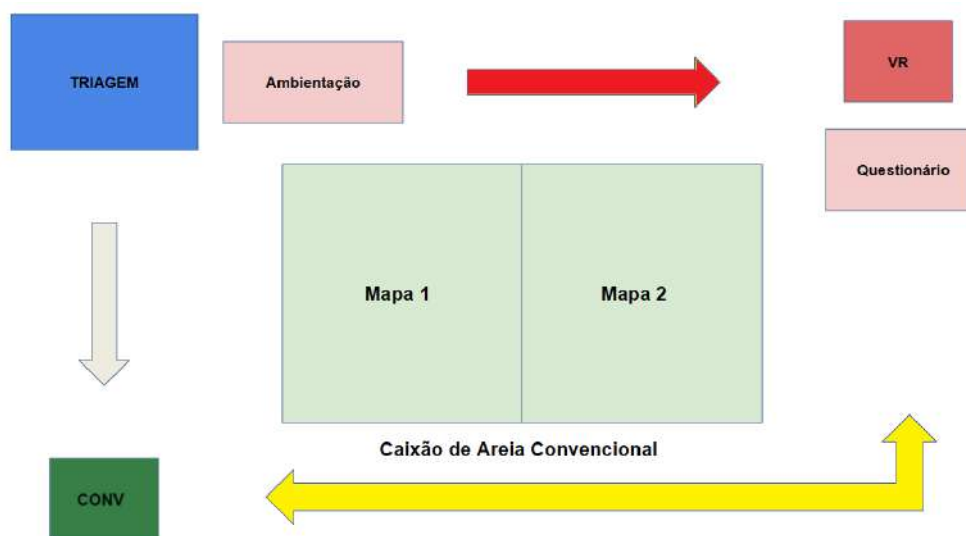 TRIAGEM
Ambientação
VR
Questionário
Mapa 1
Mapa 2
Caixão de Areia Convencional
CONV